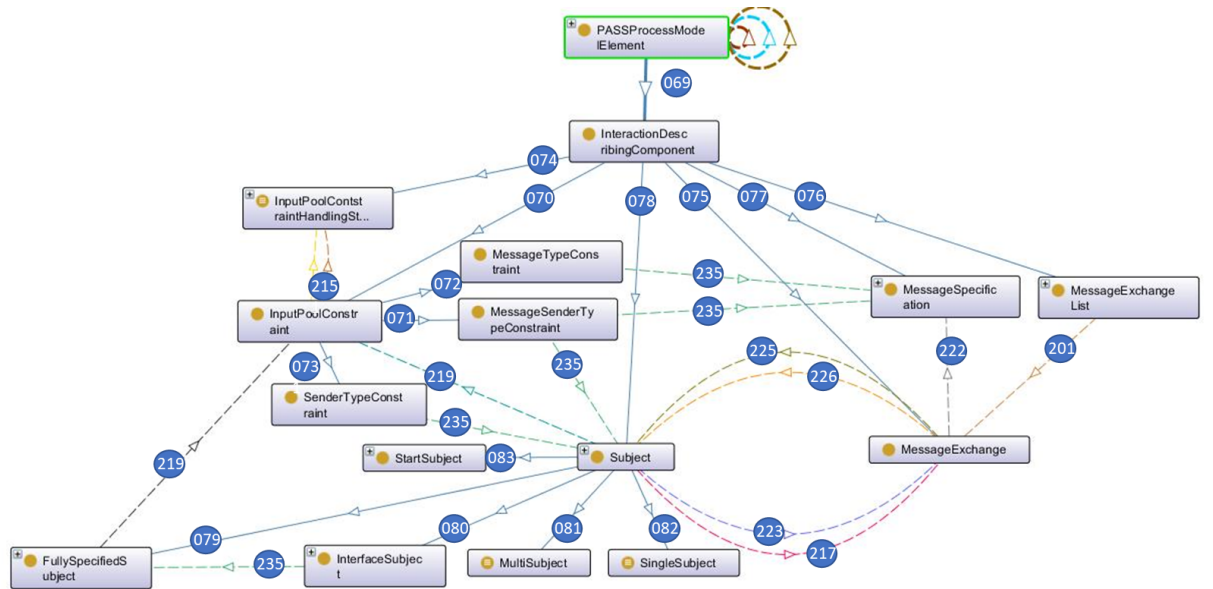 PASSProcessMode
lElement
069
InteractionDesc
ribingComponent
074
070
078
075
077
076
InputPoolContst
raintHandlingSt...
MessageTypeCons
traint
235
215
072
MessageSpecific
ation
MessageExchange
List
InputPoolConstr
aint
071
MessageSenderTy
peConstraint
235
225
222
201
073
219
235
226
SenderTypeConst
raint
235
StartSubject
083
Subject
MessageExchange
219
079
080
081
082
223
217
FullySpecifiedS
ubject
235
InterfaceSubjec
t
MultiSubject
SingleSubject